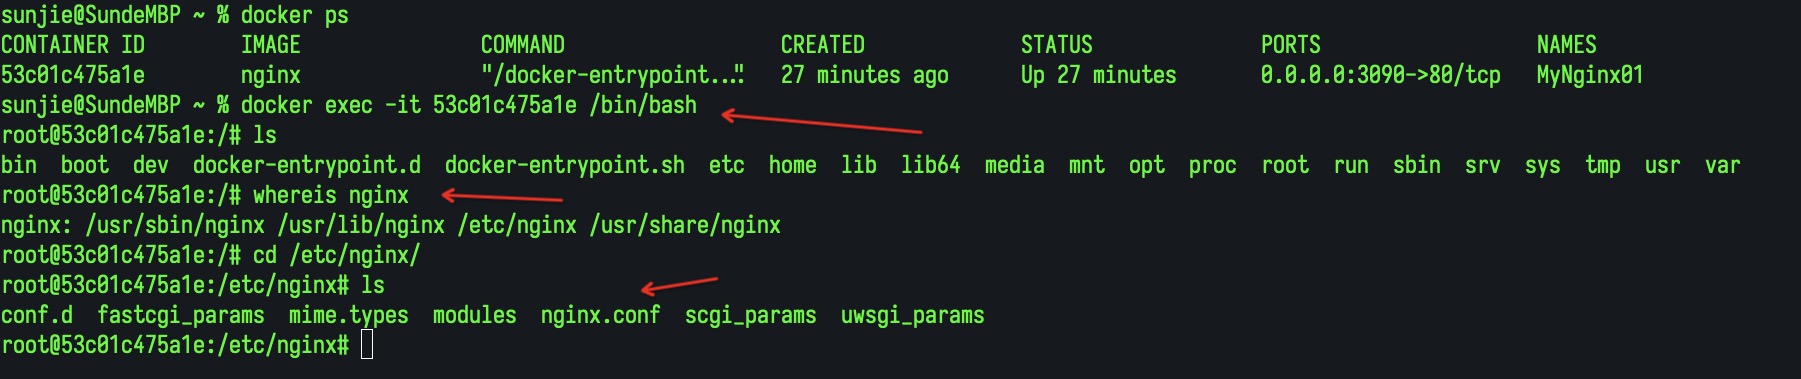 sunjie@SundeMBP ~ % docker ps
CONTAINER ID        IMAGE               COMMAND                  CREATED             STATUS              PORTS                  NAMES
53c01c475a1e        nginx               "/docker-entrypoint.…"   27 minutes ago      Up 27 minutes       0.0.0.0:3090->80/tcp   MyNginx01
sunjie@SundeMBP ~ % docker exec -it 53c01c475a1e /bin/bash
root@53c01c475a1e:/# ls
bin  boot  dev  docker-entrypoint.d  docker-entrypoint.sh  etc  home  lib  lib64  media  mnt  opt  proc  root  run  sbin  srv  sys  tmp  usr  var
root@53c01c475a1e:/# whereis nginx
nginx: /usr/sbin/nginx /usr/lib/nginx /etc/nginx /usr/share/nginx
root@53c01c475a1e:/# cd /etc/nginx/
root@53c01c475a1e:/etc/nginx# ls
conf.d  fastcgi_params  mime.types  modules  nginx.conf  scgi_params  uwsgi_params
root@53c01c475a1e:/etc/nginx#